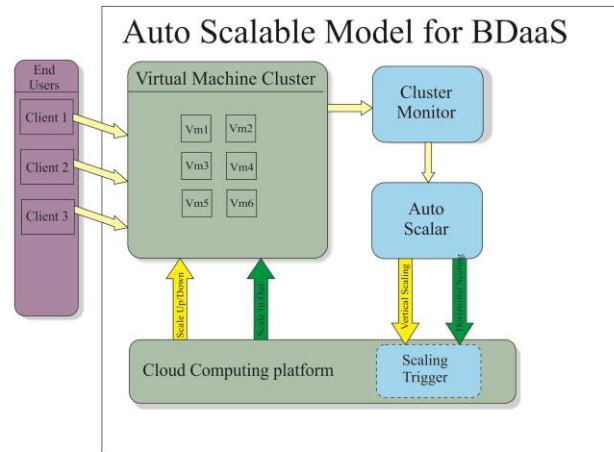 Auto Scalable Model for BDaaS
End
Users
Client 1
Client 2
Client 3
Virtual Machine Cluster
Vm1
Vm2
Vm3
Vm4
Vm5
Vm6
Cluster
Monitor
Auto
Scalar
Scale Up/Down
Scale In/Out
Vertical Scaling
Horizontal Scaling
Cloud Computing platform
Scaling
Trigger